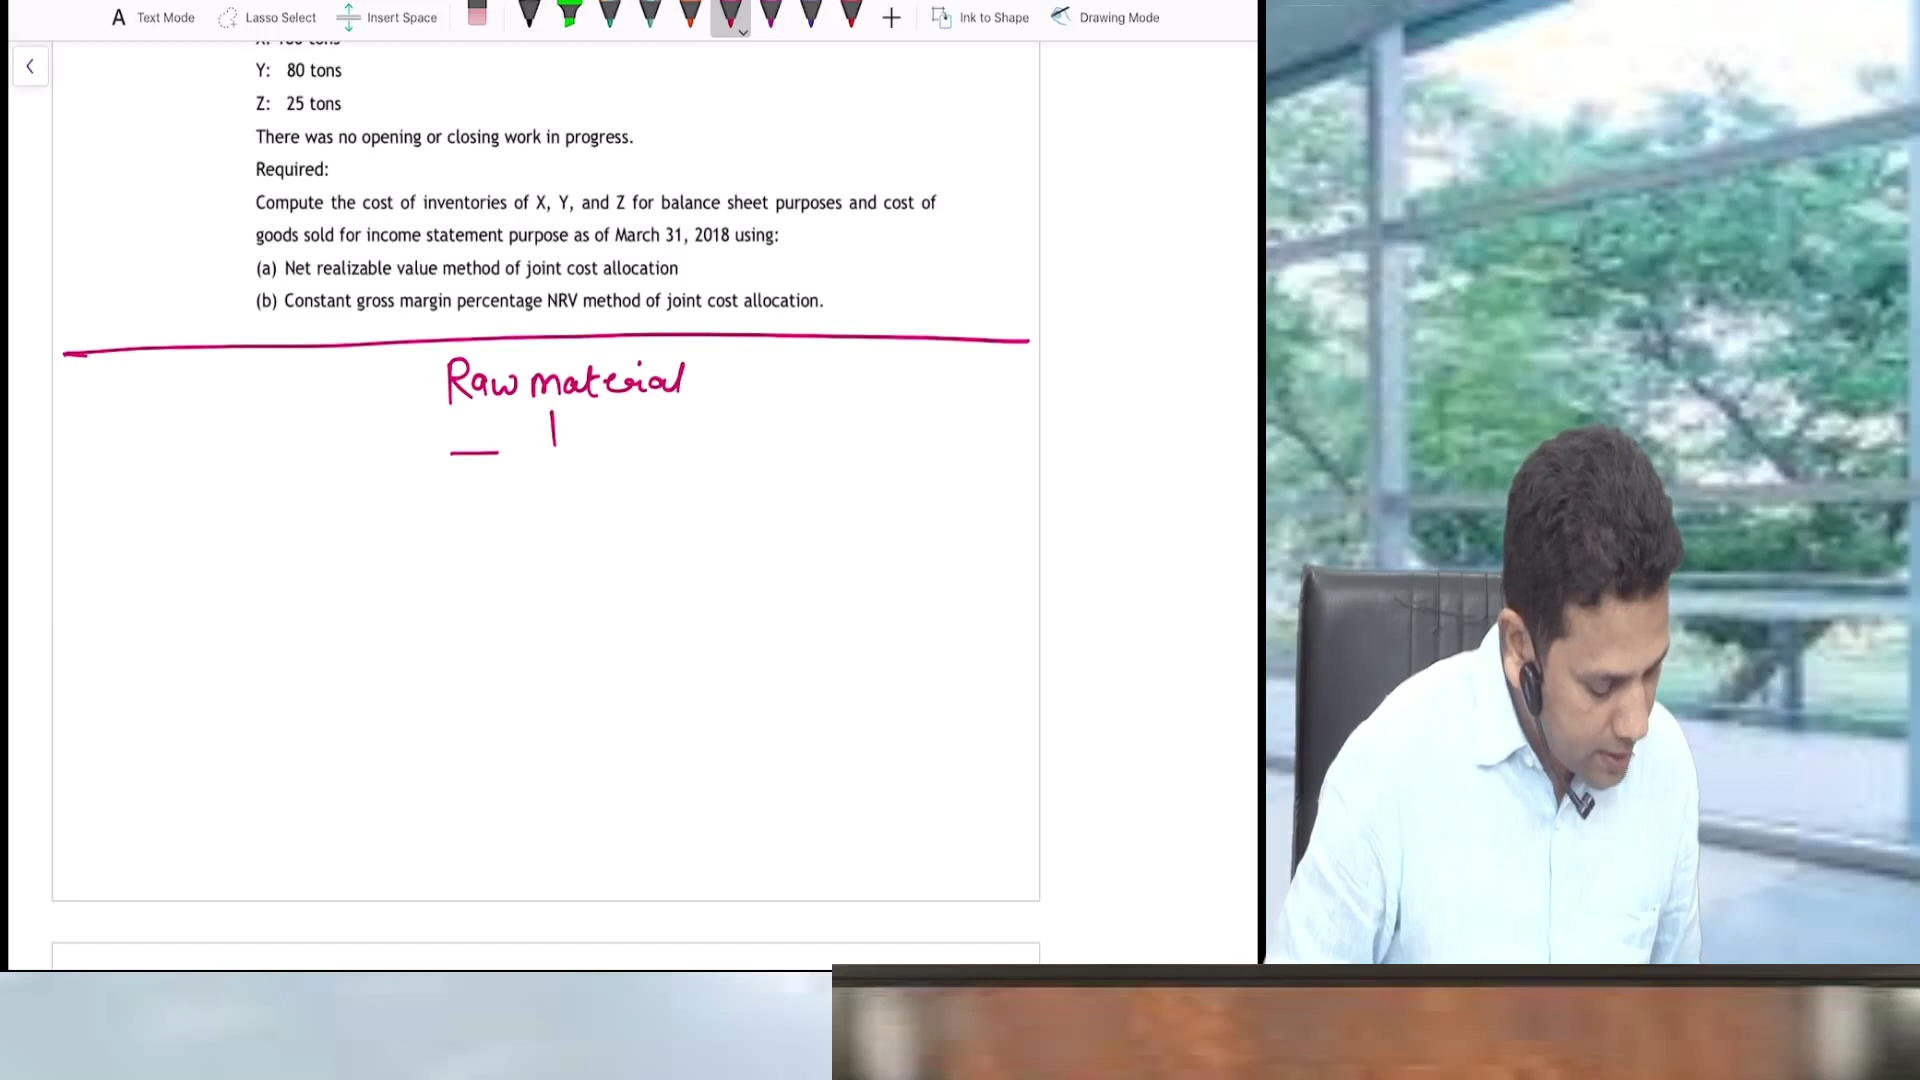 A Text Mode Lasso Select Insert Space Ink to Shape Drawing Mode
Y: 80 tons
Z: 25 tons
There was no opening or closing work in progress.
Required:
Compute the cost of inventories of X, Y, and Z for balance sheet purposes and cost of
goods sold for income statement purpose as of March 31, 2018 using:
(a) Net realizable value method of joint cost allocation
(b) Constant gross margin percentage NRV method of joint cost allocation.
Raw material